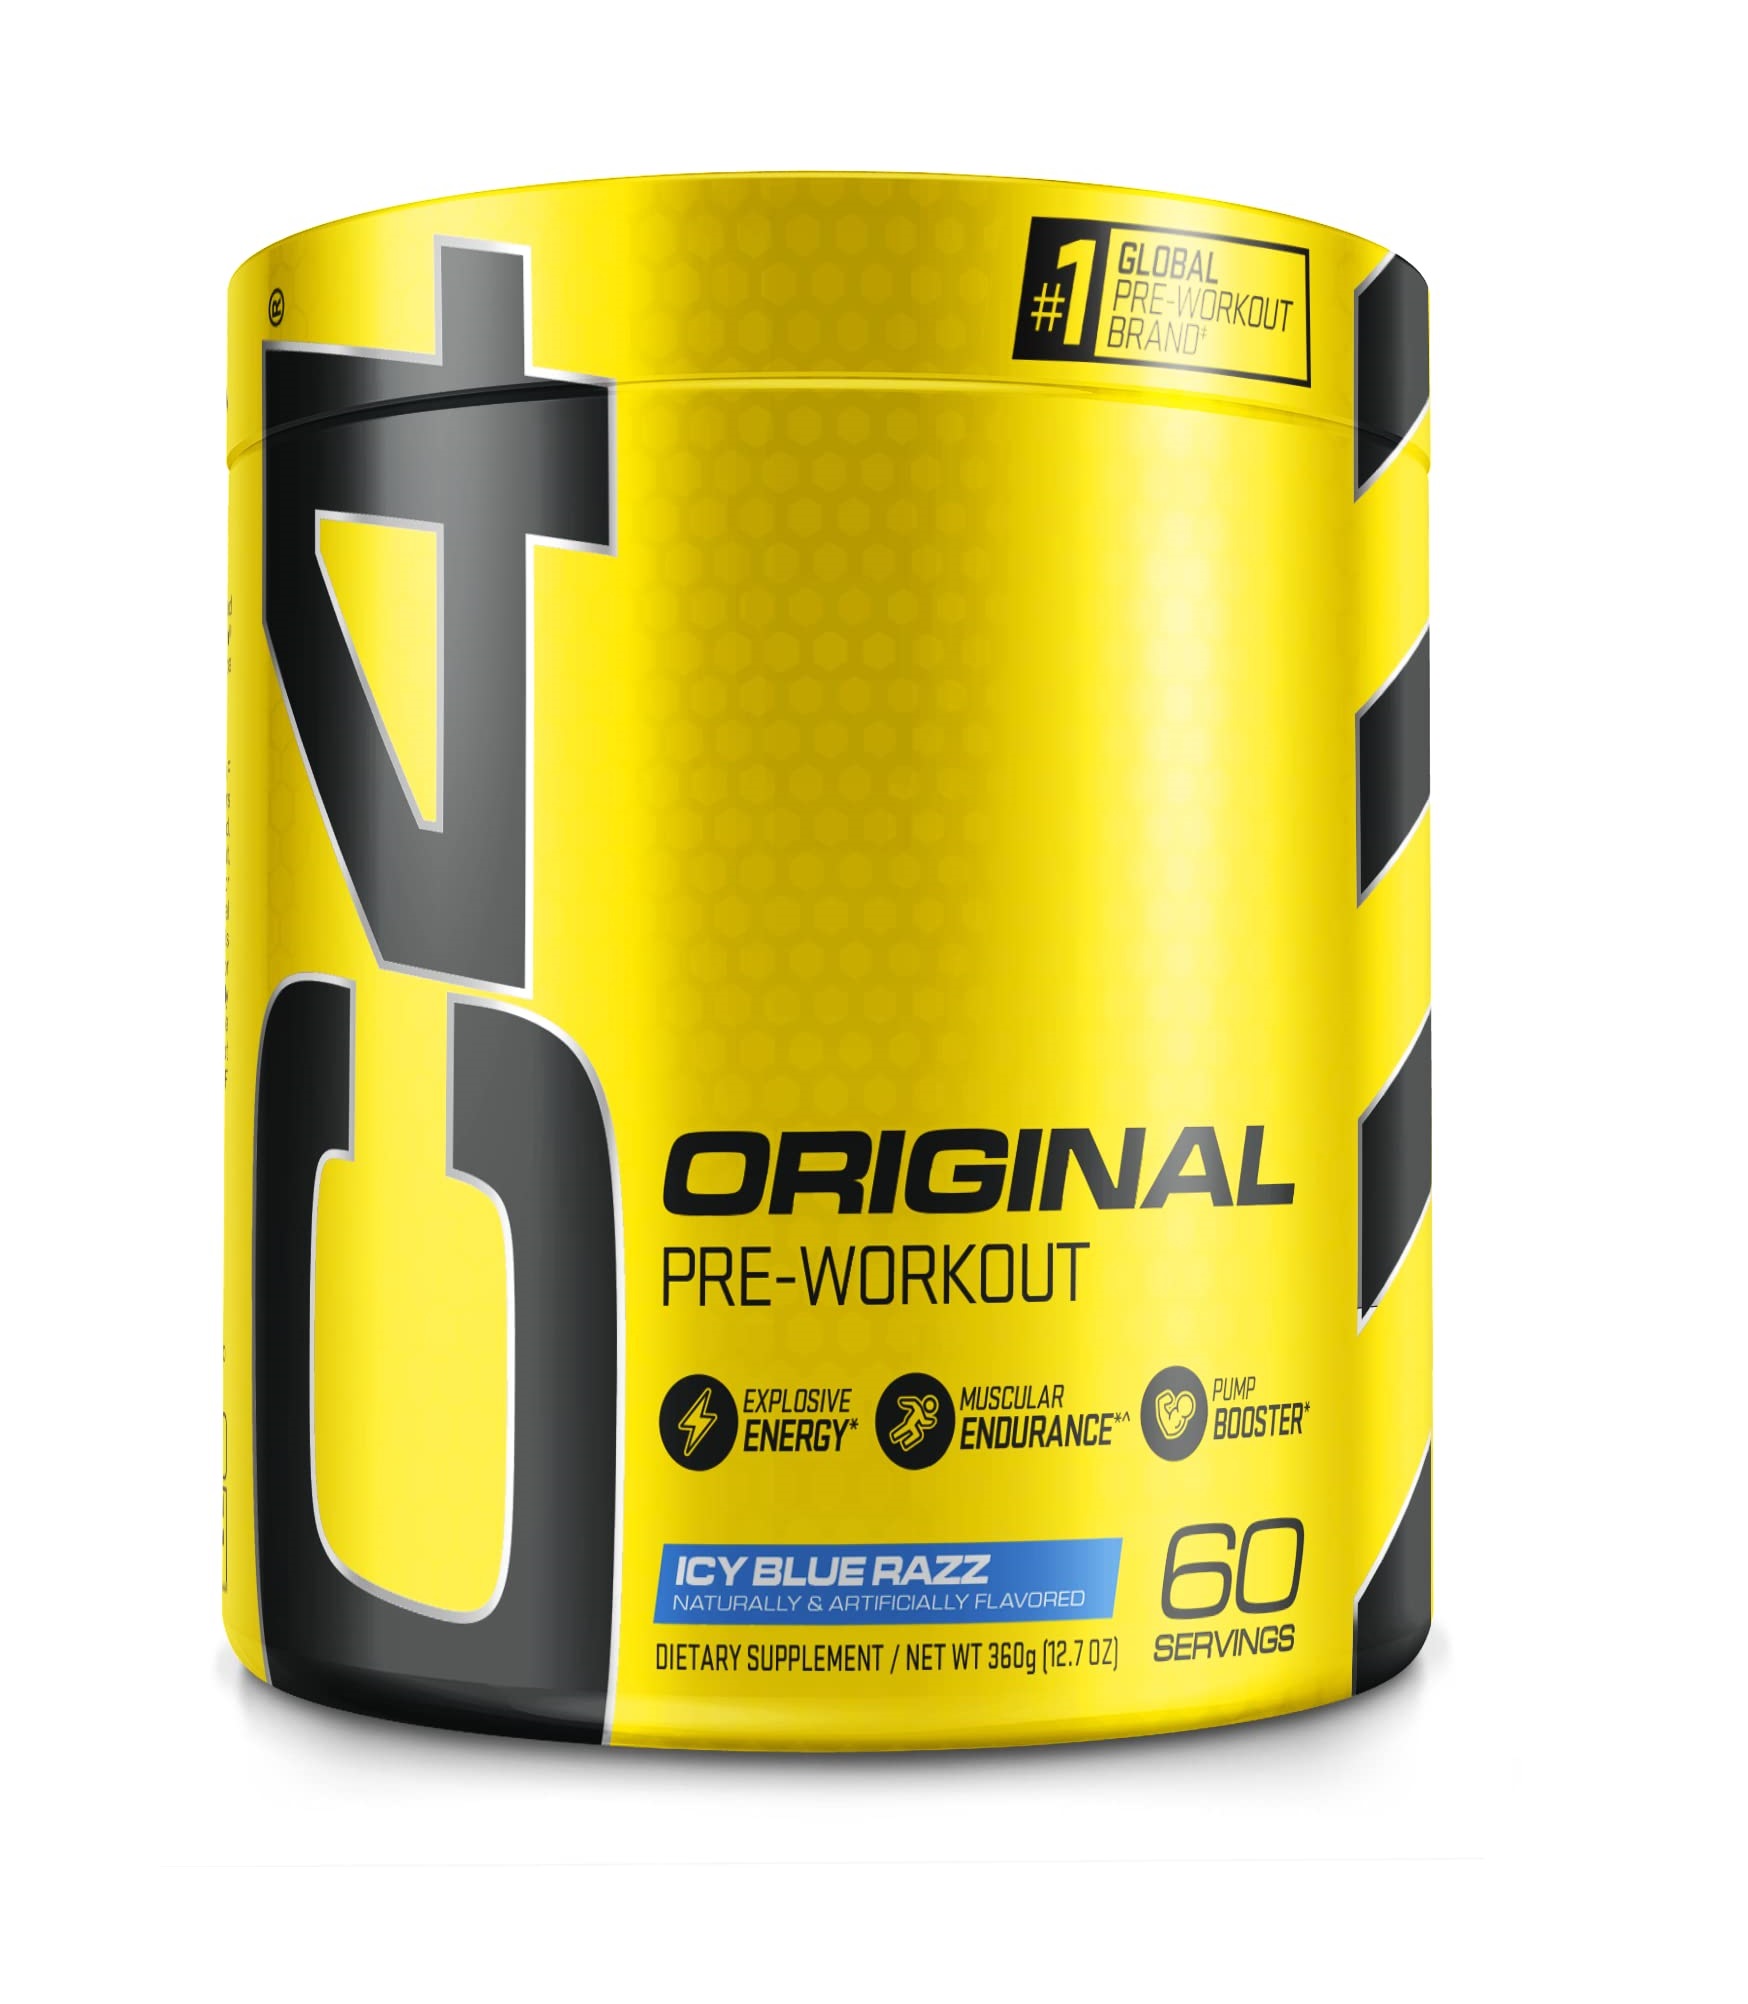 C4®
#1
GLOBAL
PRE-WORKOUT
BRAND‡
ORIGINAL
PRE-WORKOUT
EXPLOSIVE
ENERGY*
MUSCULAR
ENDURANCE*^
PUMP
BOOSTER*
ICY BLUE RAZZ
NATURALLY & ARTIFICIALLY FLAVORED
DIETARY SUPPLEMENT / NET WT 360g (12.7 OZ)
60
SERVINGS